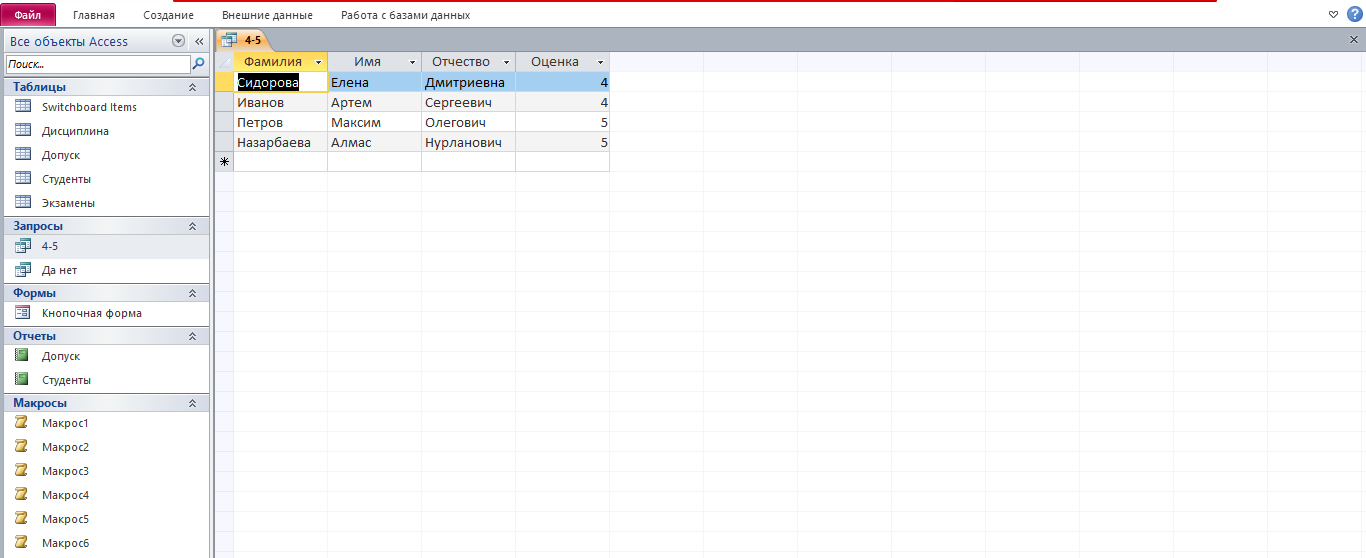 Файл Главная Создание Внешние данные Работа с базами данных
Все объекты Access
Поиск...
Таблицы
Switchboard Items
Дисциплина
Допуск
Студенты
Экзамены
Запросы
4-5
Да нет
Формы
Кнопочная форма
Отчеты
Допуск
Студенты
Макросы
Макрос1
Макрос2
Макрос3
Макрос4
Макрос5
Макрос6
4-5
Фамилия Имя Отчество Оценка
Сидорова Елена Дмитриевна 4
Иванов Артем Сергеевич 4
Петров Максим Олегович 5
Назарбаева Алмас Нурланович 5